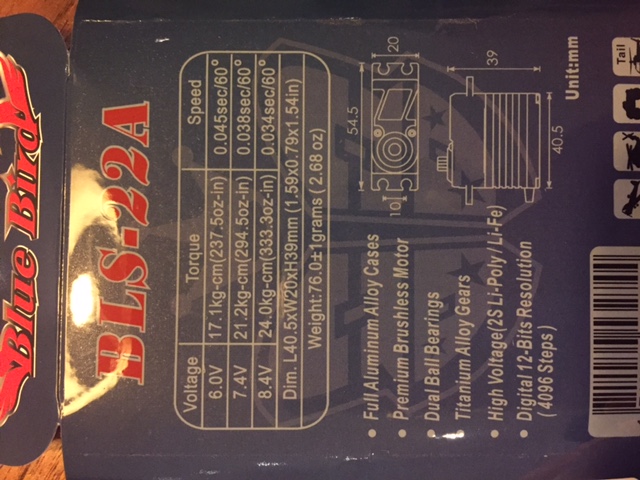 Blue Bird
BLS-22A
Voltage Torque Speed
6.0V 17.1kg-cm(237.5oz-in) 0.045sec/60°
7.4V 21.2kg-cm(294.5oz-in) 0.038sec/60°
8.4V 24.0kg-cm(333.3oz-in) 0.034sec/60°
Dim. L40.5xW20xH39mm (1.59x0.79x1.54in)
Weight:76.0±1grams ( 2.68 oz)
54.5
20
10
39
40.5
Unit:mm
• Full Aluminum Alloy Cases
• Premium Brushless Motor
• Dual Ball Bearings
• Titanium Alloy Gears
• High Voltage(2S Li-Poly / Li-Fe)
• Digital 12-Bits Resolution
( 4096 Steps )
Tail